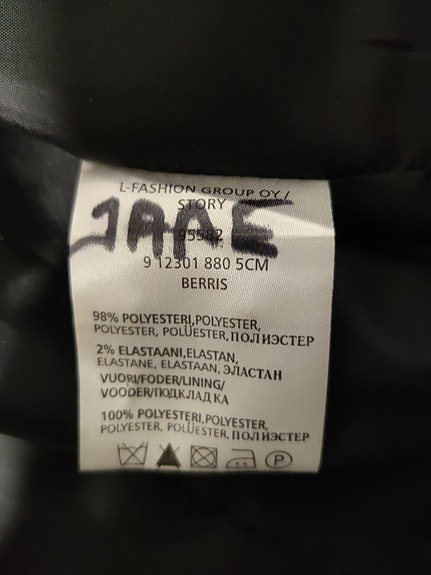 L-FASHION GROUP OY /
STORY
JAAE
95582
9 12301 880 5CM
BERRIS
98% POLYESTERI,POLYESTER,
POLYESTER, POLÜESTER,ПОЛИЭСТЕР
2% ELASTAANI,ELASTAN,
ELASTANE, ELASTAAN, ЭЛАСТАН
VUORI/FODER/LINING/
VOODER/ПОДКЛАДКА
100% POLYESTERI,POLYESTER,
POLYESTER, POLÜESTER,ПОЛИЭСТЕР
P